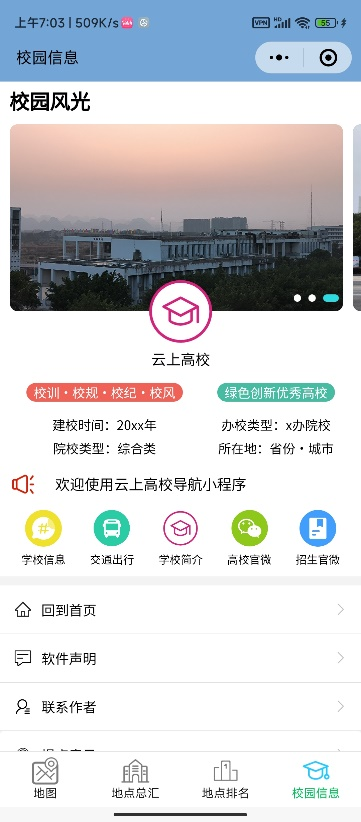 上午7:03 | 509K/s
VPN
HD
55
校园信息
校园风光
云上高校
校训·校规·校纪·校风
绿色创新优秀高校
建校时间：20xx年
办校类型：x办院校
院校类型：综合类
所在地：省份·城市
欢迎使用云上高校导航小程序
#
学校信息
交通出行
学校简介
高校官微
招生官微
回到首页
软件声明
联系作者
地图
地点总汇
地点排名
校园信息